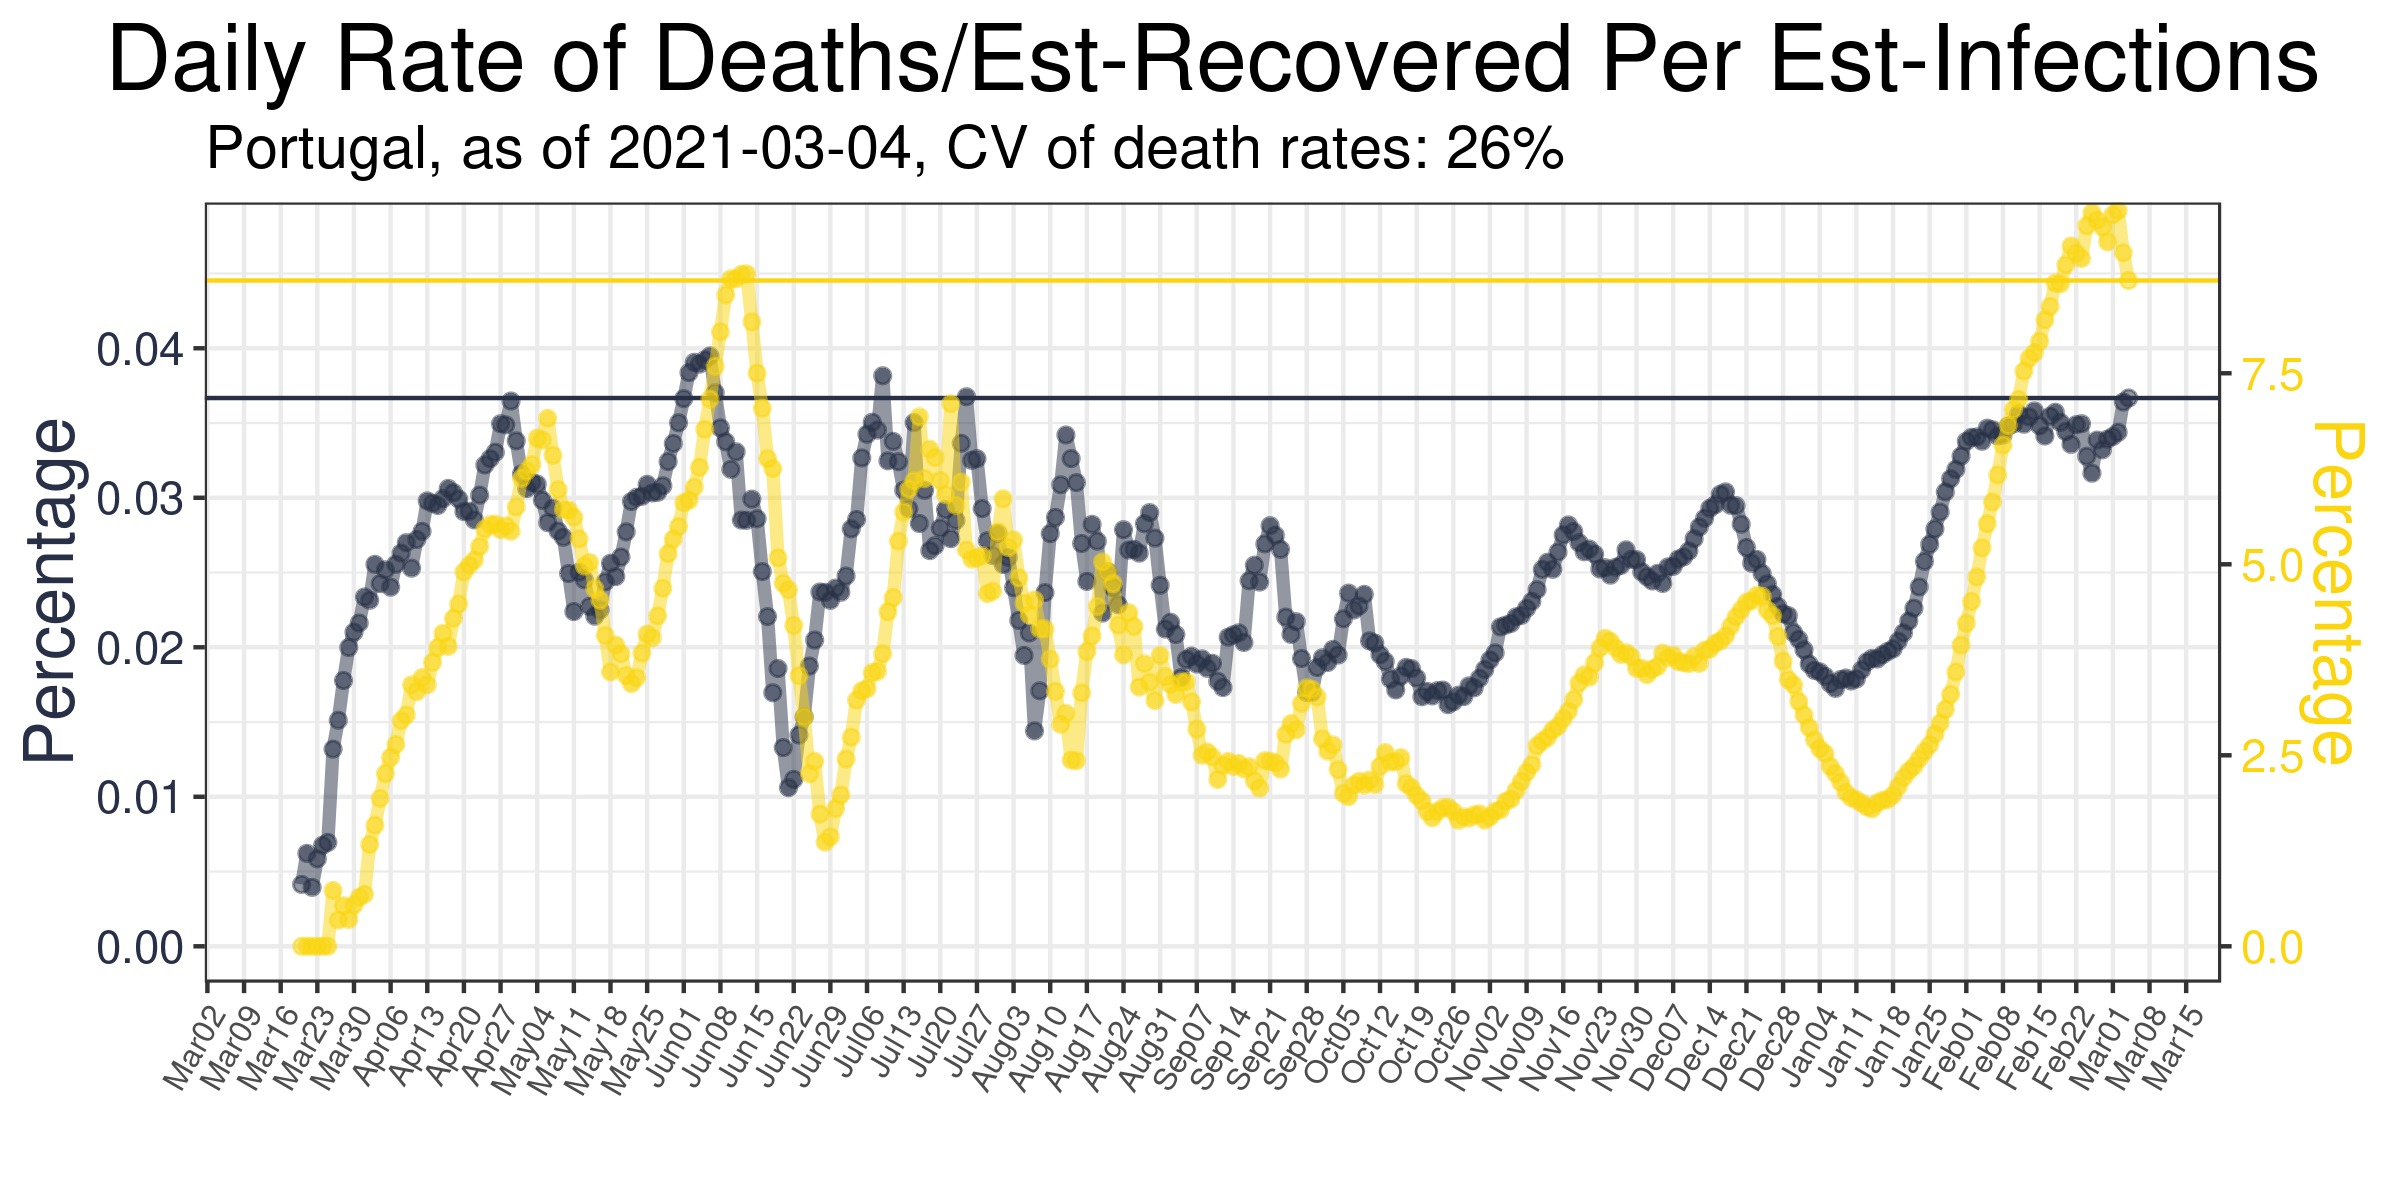 Daily Rate of Deaths/Est-Recovered Per Est-Infections
Portugal, as of 2021-03-04, CV of death rates: 26%
Percentage
0.04
0.03
0.02
0.01
0.00
7.5
5.0
2.5
0.0
Percentage
Mar02 Mar09 Mar16 Mar23 Mar30 Apr06 Apr13 Apr20 Apr27 May04 May11 May18 May25 Jun01 Jun08 Jun15 Jun22 Jun29 Jul06 Jul13 Jul20 Jul27 Aug03 Aug10 Aug17 Aug24 Aug31 Sep07 Sep14 Sep21 Sep28 Oct05 Oct12 Oct19 Oct26 Nov02 Nov09 Nov16 Nov23 Nov30 Dec07 Dec14 Dec21 Dec28 Jan04 Jan11 Jan18 Jan25 Feb01 Feb08 Feb15 Feb22 Mar01 Mar08 Mar15